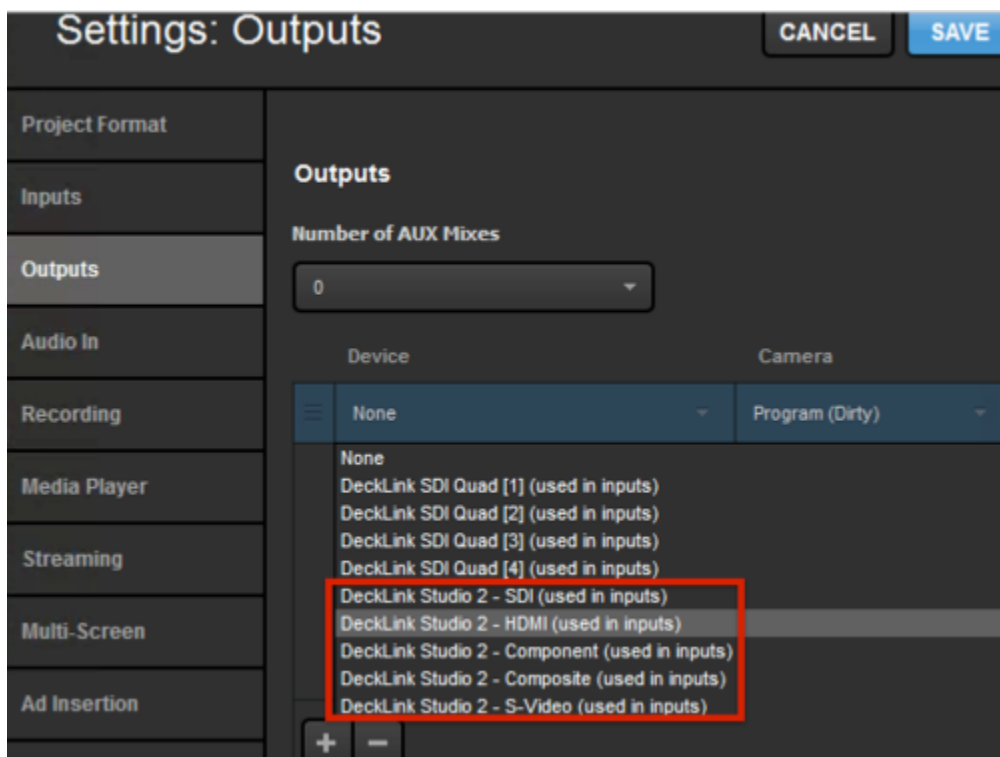 Settings: Outputs
CANCEL
SAVE
Project Format
Inputs
Outputs
Audio In
Recording
Media Player
Streaming
Multi-Screen
Ad Insertion
Outputs
Number of AUX Mixes
0
Device Camera
None Program (Dirty)
None
DeckLink SDI Quad [1] (used in inputs)
DeckLink SDI Quad [2] (used in inputs)
DeckLink SDI Quad [3] (used in inputs)
DeckLink SDI Quad [4] (used in inputs)
DeckLink Studio 2 - SDI (used in inputs)
DeckLink Studio 2 - HDMI (used in inputs)
DeckLink Studio 2 - Component (used in inputs)
DeckLink Studio 2 - Composite (used in inputs)
DeckLink Studio 2 - S-Video (used in inputs)